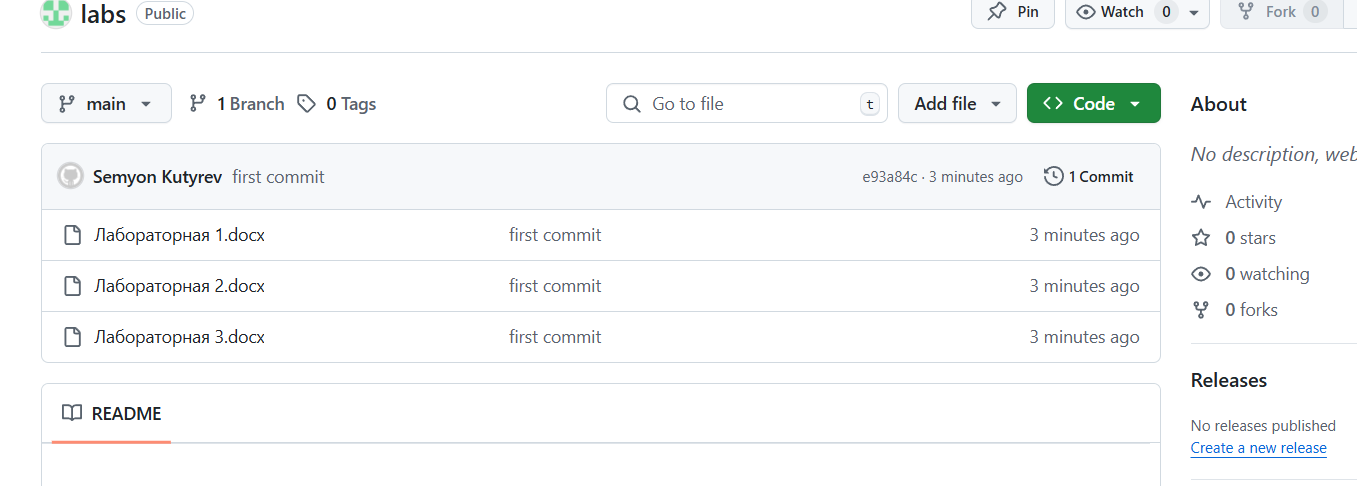 labs Public Pin Watch 0 Fork 0
main 1 Branch 0 Tags Go to file t Add file Code
Semyon Kutyrev first commit e93a84c · 3 minutes ago 1 Commit
Лабораторная 1.docx first commit 3 minutes ago
Лабораторная 2.docx first commit 3 minutes ago
Лабораторная 3.docx first commit 3 minutes ago
README
About
No description, web
Activity
0 stars
0 watching
0 forks
Releases
No releases published
Create a new release